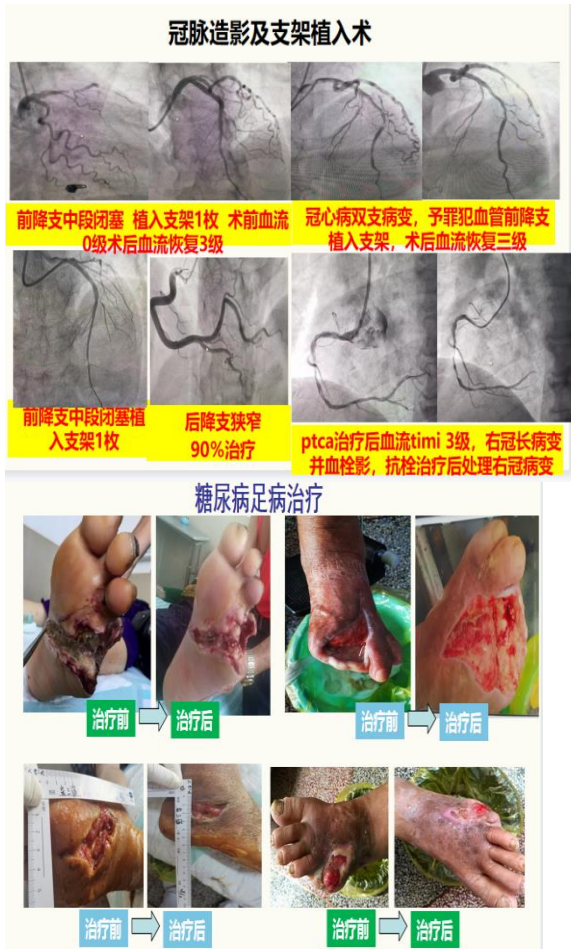 冠脉造影及支架植入术
前降支中段闭塞 植入支架1枚 术前血流
0级术后血流恢复3级
冠心病双支病变，予罪犯血管前降支
植入支架，术后血流恢复三级
前降支中段闭塞植
入支架1枚
后降支狭窄
90%治疗
ptca治疗后血流timi 3级，右冠长病变
并血栓影，抗栓治疗后处理右冠病变
糖尿病足病治疗
治疗前
治疗后
治疗前
治疗后
治疗前
治疗后
治疗前
治疗后